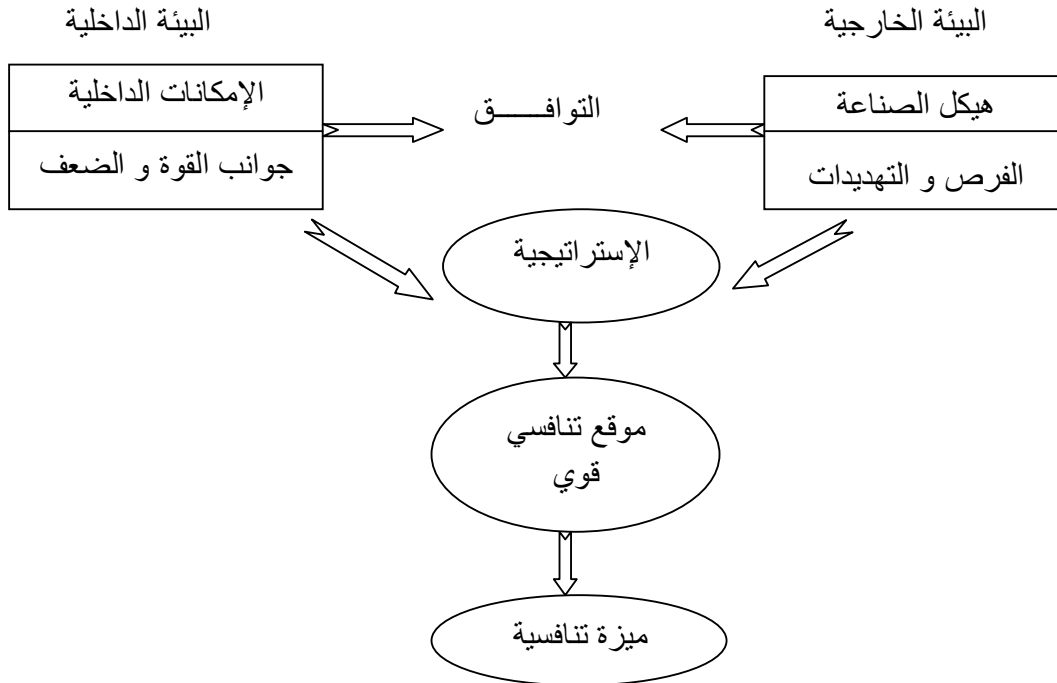 البيئة الخارجية
البيئة الداخلية
هيكل الصناعة
الفرص و التهديدات
التوافــــــق
الإمكانات الداخلية
جوانب القوة و الضعف
الإستراتيجية
موقع تنافسي
قوي
ميزة تنافسية